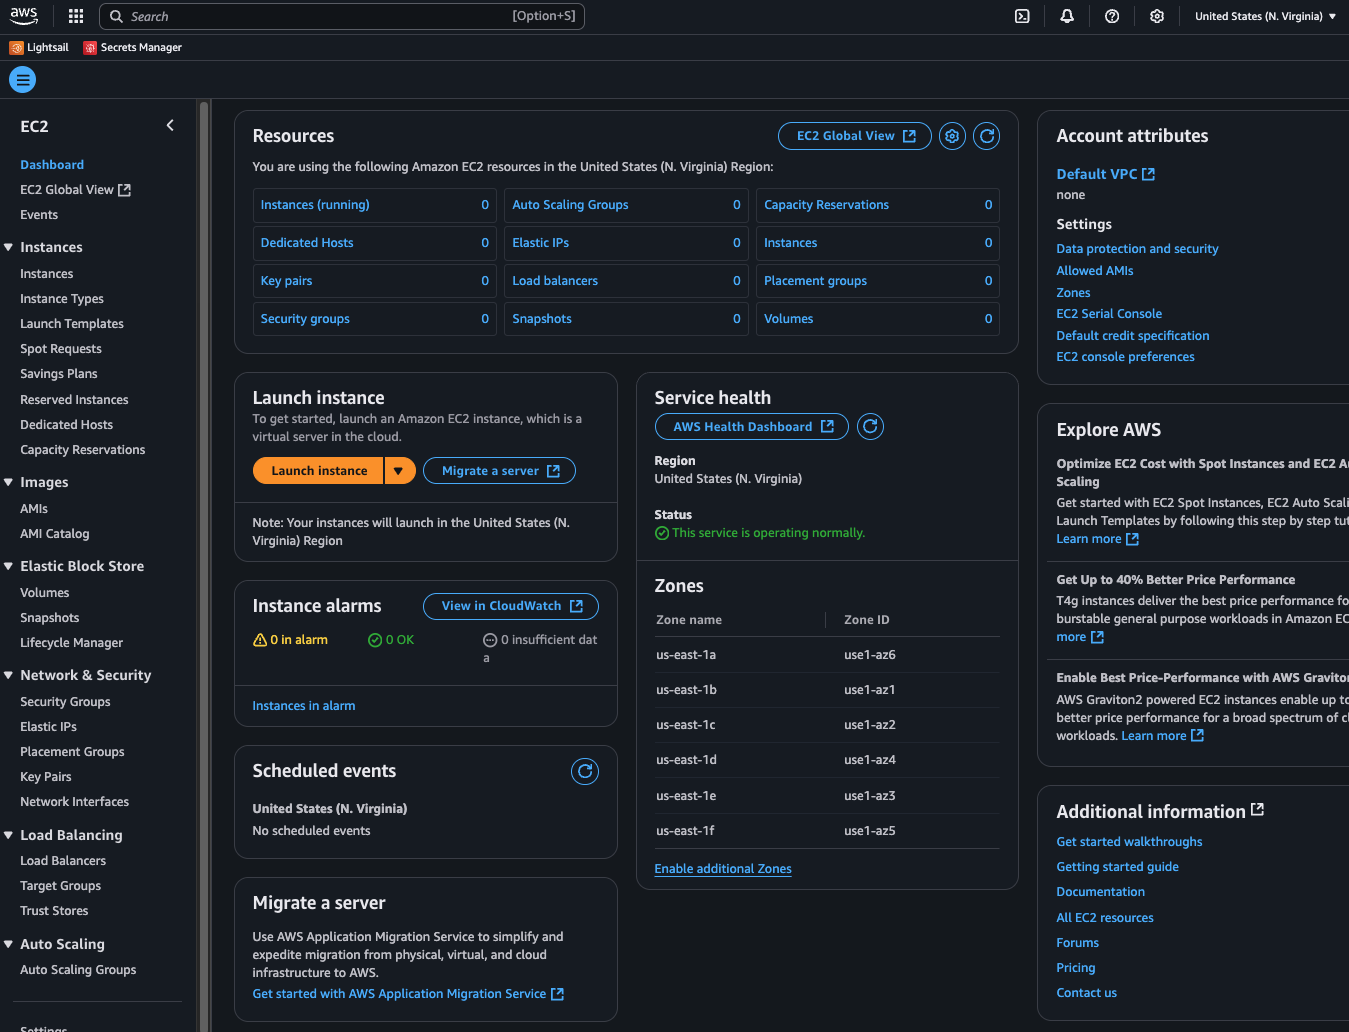 aws
Search
[Option+S]
United States (N. Virginia)
Lightsail
Secrets Manager
EC2
Dashboard
EC2 Global View
Events
Instances
Instances
Instance Types
Launch Templates
Spot Requests
Savings Plans
Reserved Instances
Dedicated Hosts
Capacity Reservations
Images
AMIs
AMI Catalog
Elastic Block Store
Volumes
Snapshots
Lifecycle Manager
Network & Security
Security Groups
Elastic IPs
Placement Groups
Key Pairs
Network Interfaces
Load Balancing
Load Balancers
Target Groups
Trust Stores
Auto Scaling
Auto Scaling Groups
Settings
Resources
EC2 Global View
You are using the following Amazon EC2 resources in the United States (N. Virginia) Region:
Instances (running) 0
Auto Scaling Groups 0
Capacity Reservations 0
Dedicated Hosts 0
Elastic IPs 0
Instances 0
Key pairs 0
Load balancers 0
Placement groups 0
Security groups 0
Snapshots 0
Volumes 0
Launch instance
To get started, launch an Amazon EC2 instance, which is a
virtual server in the cloud.
Launch instance
Migrate a server
Note: Your instances will launch in the United States (N.
Virginia) Region
Instance alarms
View in CloudWatch
0 in alarm
0 OK
0 insufficient dat
a
Instances in alarm
Scheduled events
United States (N. Virginia)
No scheduled events
Migrate a server
Use AWS Application Migration Service to simplify and
expedite migration from physical, virtual, and cloud
infrastructure to AWS.
Get started with AWS Application Migration Service
Service health
AWS Health Dashboard
Region
United States (N. Virginia)
Status
This service is operating normally.
Zones
Zone name Zone ID
us-east-1a use1-az6
us-east-1b use1-az1
us-east-1c use1-az2
us-east-1d use1-az4
us-east-1e use1-az3
us-east-1f use1-az5
Enable additional Zones
Account attributes
Default VPC
none
Settings
Data protection and security
Allowed AMIs
Zones
EC2 Serial Console
Default credit specification
EC2 console preferences
Explore AWS
Optimize EC2 Cost with Spot Instances and EC2 A
Scaling
Get started with EC2 Spot Instances, EC2 Auto Scali
Launch Templates by following this step by step tut
Learn more
Get Up to 40% Better Price Performance
T4g instances deliver the best price performance fo
burstable general purpose workloads in Amazon EC
more
Enable Best Price-Performance with AWS Graviton
AWS Graviton2 powered EC2 instances enable up to
better price performance for a broad spectrum of cl
workloads. Learn more
Additional information
Get started walkthroughs
Getting started guide
Documentation
All EC2 resources
Forums
Pricing
Contact us